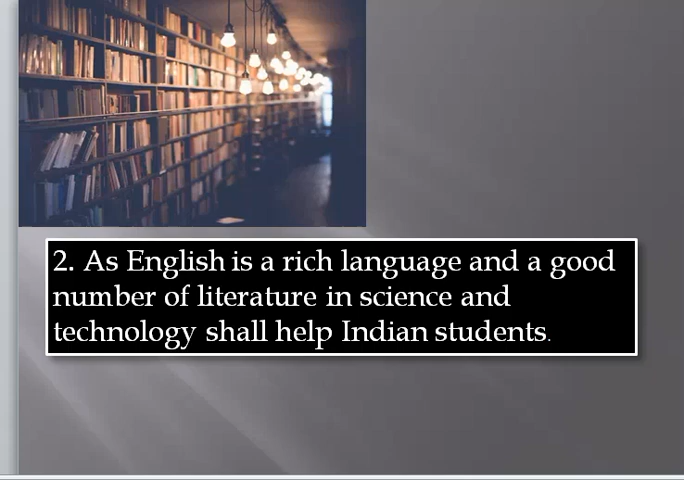 2. As English is a rich language and a good
number of literature in science and
technology shall help Indian students.